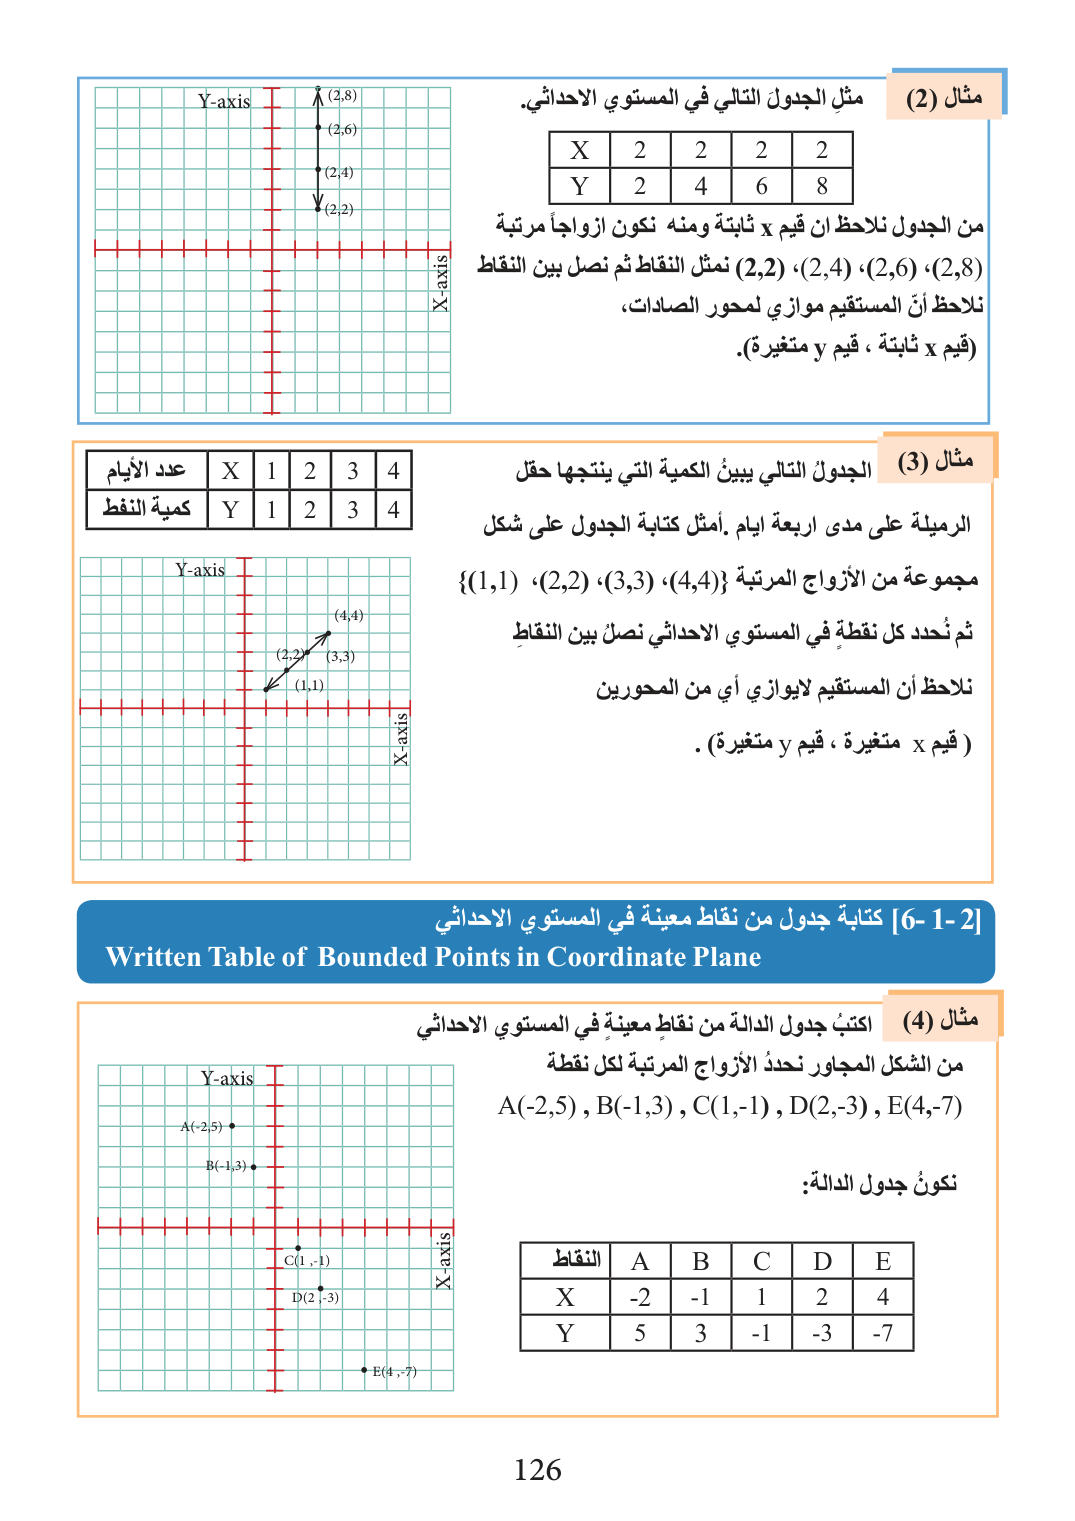 مثال (2) مثلِ الجدولَ التالي في المستوي الاحداثي.
X 2 2 2 2
Y 2 4 6 8
من الجدول نلاحظ ان قيم x ثابتة ومنه نكون ازواجاً مرتبة
(2,8)، (2,6)، (2,4)، (2,2) نمثل النقاط ثم نصل بين النقاط
نلاحظ أنّ المستقيم موازي لمحور الصادات،
(قيم x ثابتة ، قيم y متغيرة).
Y-axis
(2,8)
(2,6)
(2,4)
(2,2)
X-axis
مثال (3) الجدولُ التالي يبينُ الكمية التي ينتجها حقل
الرميلة على مدى اربعة ايام .أمثل كتابة الجدول على شكل
مجموعة من الأزواج المرتبة {(4,4)، (3,3)، (2,2)، (1,1)}
ثم نُحدد كل نقطةٍ في المستوي الاحداثي نصلُ بين النقاطِ
نلاحظ أن المستقيم لايوازي أي من المحورين
( قيم x متغيرة ، قيم y متغيرة) .
عدد الأيام X 1 2 3 4
كمية النفط Y 1 2 3 4
Y-axis
(4,4)
(2,2) (3,3)
(1,1)
X-axis
[6- 1- 2] كتابة جدول من نقاط معينة في المستوي الاحداثي
Written Table of Bounded Points in Coordinate Plane
مثال (4) اكتبُ جدول الدالة من نقاطٍ معينةٍ في المستوي الاحداثي
من الشكل المجاور نحددُ الأزواج المرتبة لكل نقطة
A(-2,5) , B(-1,3) , C(1,-1) , D(2,-3) , E(4,-7)
نكونُ جدول الدالة:
النقاط A B C D E
X -2 -1 1 2 4
Y 5 3 -1 -3 -7
Y-axis
A(-2,5)
B(-1,3)
X-axis
C(1 ,-1)
D(2 ,-3)
E(4 ,-7)
126